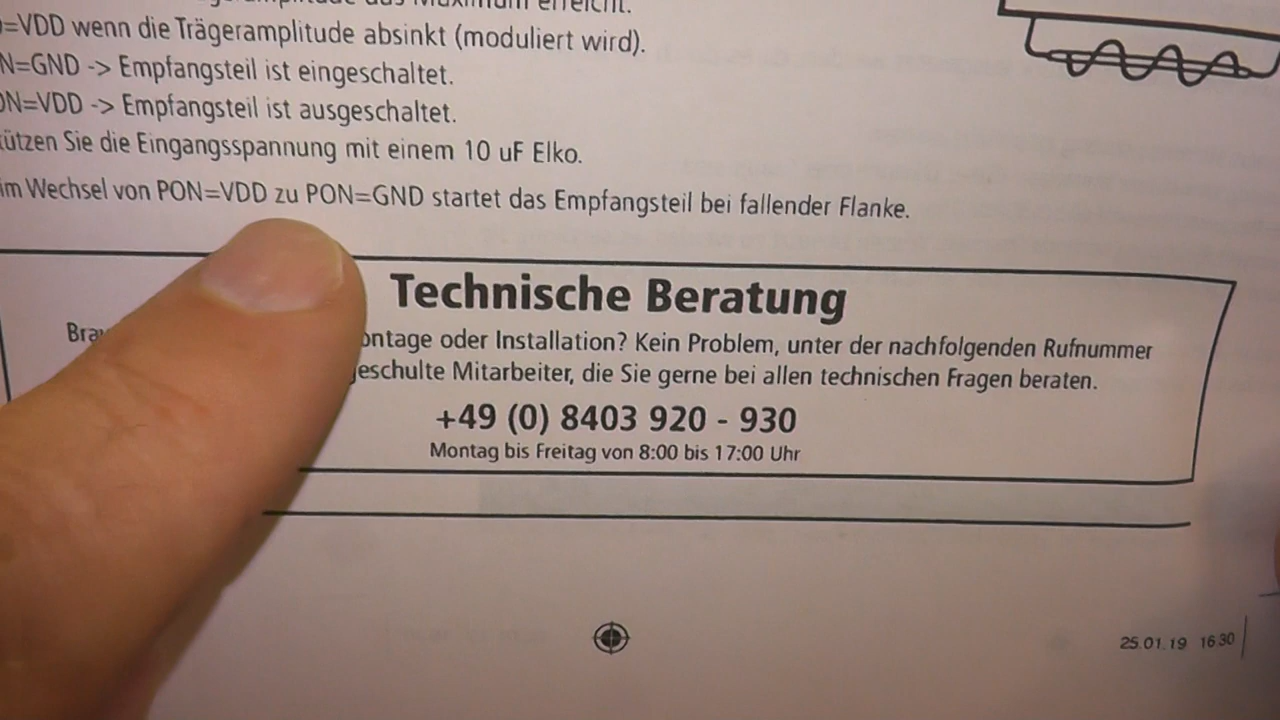 erreicht.
=VDD wenn die Trägeramplitude absinkt (moduliert wird).
N=GND -> Empfangsteil ist eingeschaltet.
ON=VDD -> Empfangsteil ist ausgeschaltet.
ützen Sie die Eingangsspannung mit einem 10 uF Elko.
im Wechsel von PON=VDD zu PON=GND startet das Empfangsteil bei fallender Flanke.
Technische Beratung
Bra ontage oder Installation? Kein Problem, unter der nachfolgenden Rufnummer
eschulte Mitarbeiter, die Sie gerne bei allen technischen Fragen beraten.
+49 (0) 8403 920 - 930
Montag bis Freitag von 8:00 bis 17:00 Uhr
25.01.19 16:30